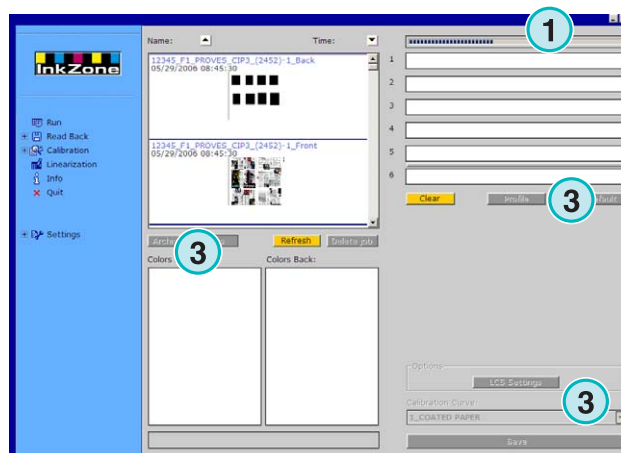 InkZone
Run
Read Back
Calibration
Linearization
Info
Quit
Settings
Name:
Time:
12345_F1_PROVES_CIP3_(2452)-1_Back
05/29/2006 08:45:30
12345_F1_PROVES_CIP3_(2452)-1_Front
05/29/2006 08:45:30
Refresh
Delete job
Colors
Colors Back:
1
1
2
3
4
5
6
Clear
Profile
3
3
Options
LCS Settings
Calibration Curve
3
1_COATED PAPER
Save